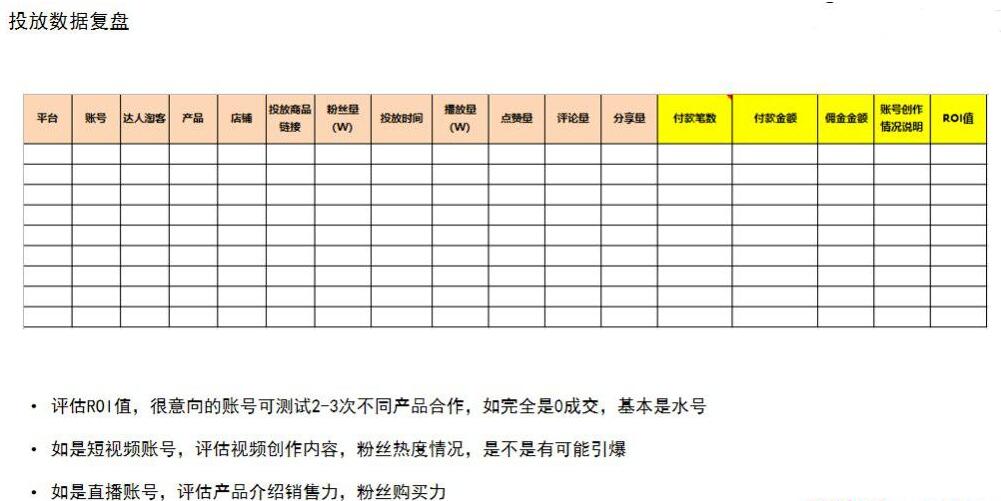 投放数据复盘
平台 账号 达人淘客 产品 店铺 投放商品链接 粉丝量(W) 投放时间 播放量(W) 点赞量 评论量 分享量 付款笔数 付款金额 佣金金额 账号创作情况说明 ROI值
• 评估ROI值，很意向的账号可测试2-3次不同产品合作，如完全是0成交，基本是水号
• 如是短视频账号，评估视频创作内容，粉丝热度情况，是不是有可能引爆
• 如是直播账号，评估产品介绍销售力，粉丝购买力